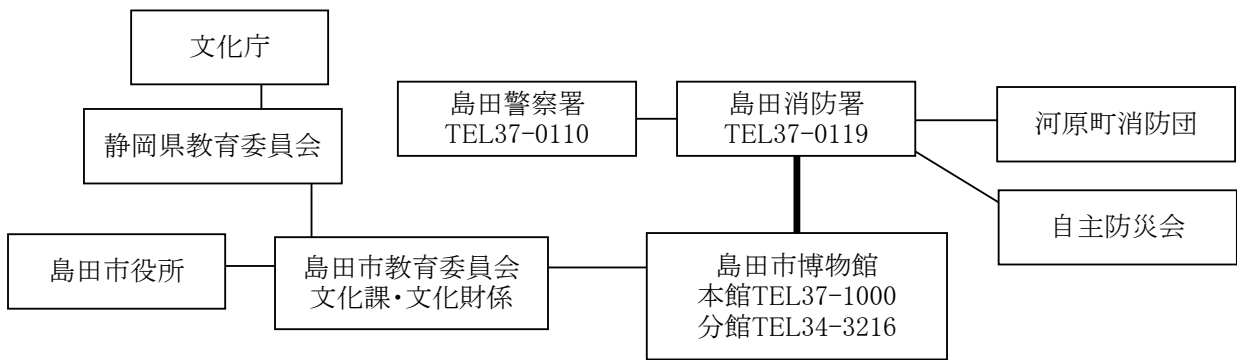 文化庁
静岡県教育委員会
島田警察署
TEL37-0110
島田消防署
TEL37-0119
河原町消防団
自主防災会
島田市役所
島田市教育委員会
文化課・文化財係
島田市博物館
本館TEL37-1000
分館TEL34-3216